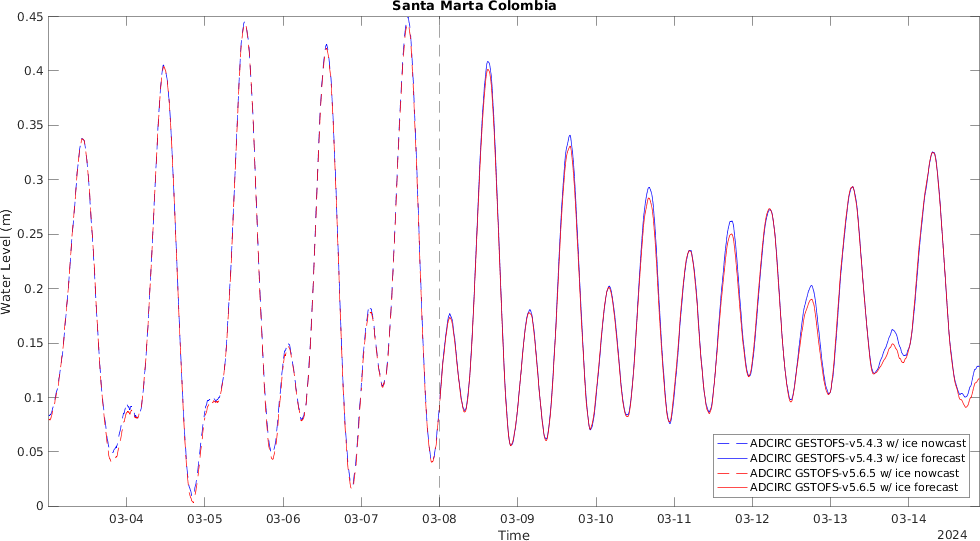 Santa Marta Colombia
0.45
0.4
0.35
0.3
0.25
0.2
0.15
0.1
0.05
0
Water Level (m)
ADCIRC GESTOFS-v5.4.3 w/ ice nowcast
ADCIRC GESTOFS-v5.4.3 w/ ice forecast
ADCIRC GSTOFS-v5.6.5 w/ ice nowcast
ADCIRC GSTOFS-v5.6.5 w/ ice forecast
03-04 03-05 03-06 03-07 03-08 03-09 03-10 03-11 03-12 03-13 03-14
Time
2024